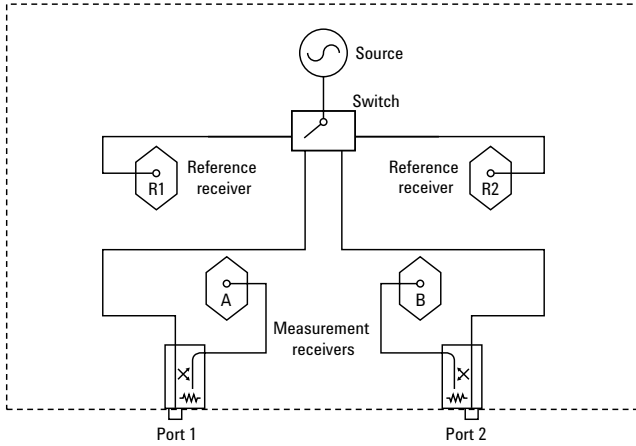 Source
Switch
Reference
receiver
R1
Reference
receiver
R2
A
B
Measurement
receivers
Port 1
Port 2